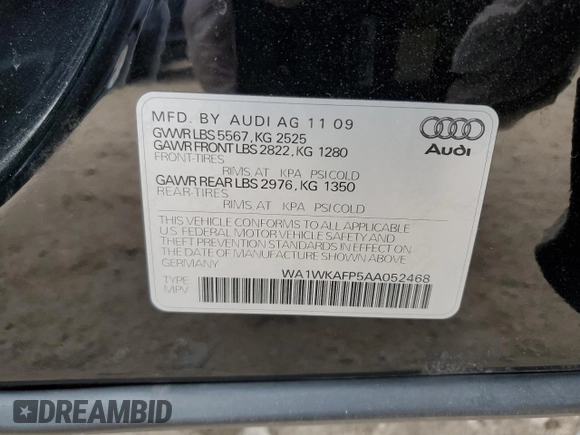 MFD. BY AUDI AG 11 09
GVWR LBS 5567, KG 2525
GAWR FRONT LBS 2822, KG 1280
FRONT-TIRES
RIMS, AT KPA PSI COLD
GAWR REAR LBS 2976, KG 1350
REAR-TIRES
RIMS, AT KPA PSI COLD
THIS VEHICLE CONFORMS TO ALL APPLICABLE
U.S. FEDERAL MOTOR VEHICLE SAFETY AND
THEFT PREVENTION STANDARDS IN EFFECT ON
THE DATE OF MANUFACTURE SHOWN ABOVE
GERMANY
WA1WKAFP5AA052468
TYPE
MPV
Audi
DREAMBID